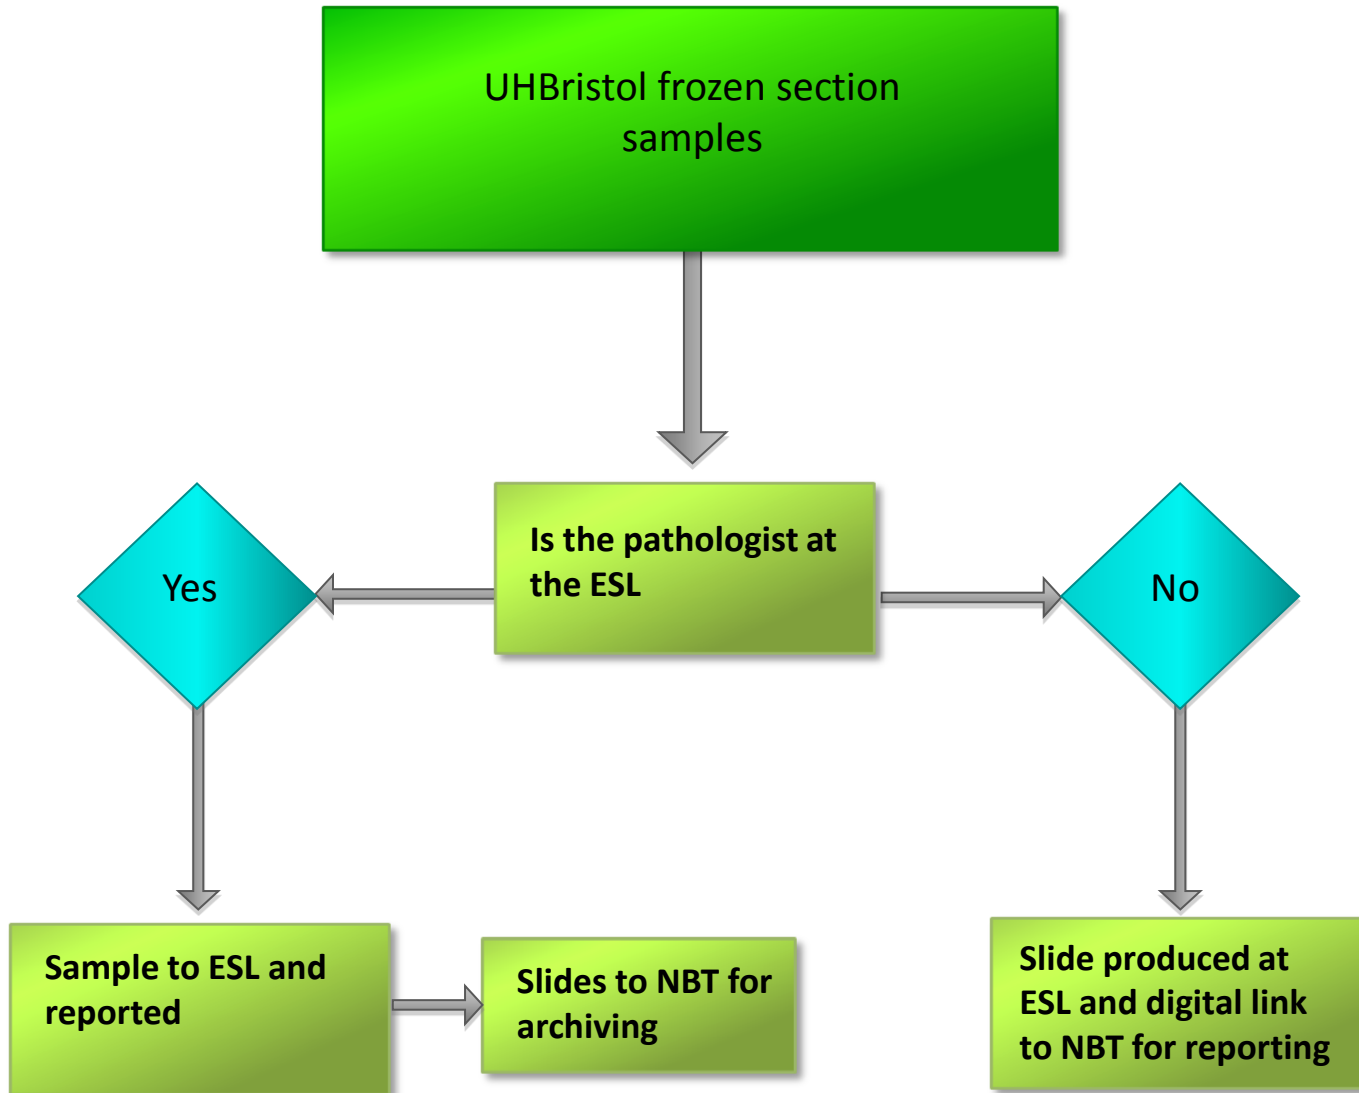 UHBristol frozen section
samples
Is the pathologist at
the ESL
Yes
No
Sample to ESL and
reported
Slides to NBT for
archiving
Slide produced at
ESL and digital link
to NBT for reporting